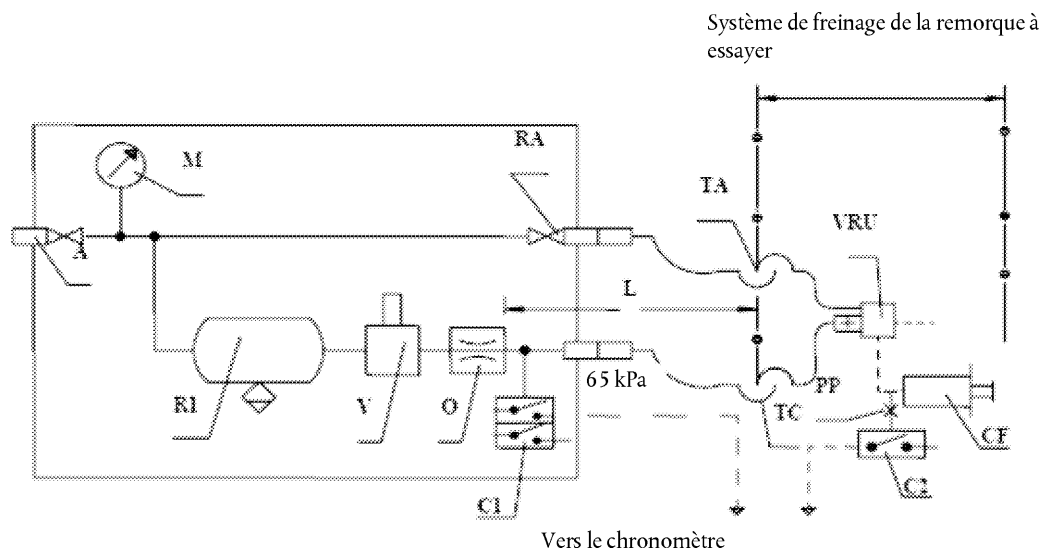 Système de freinage de la remorque à
essayer
RA
M
TA
VRU
A
L
65 kPa
PP
R1
V
O
TC
CF
C1
C2
Vers le chronomètre